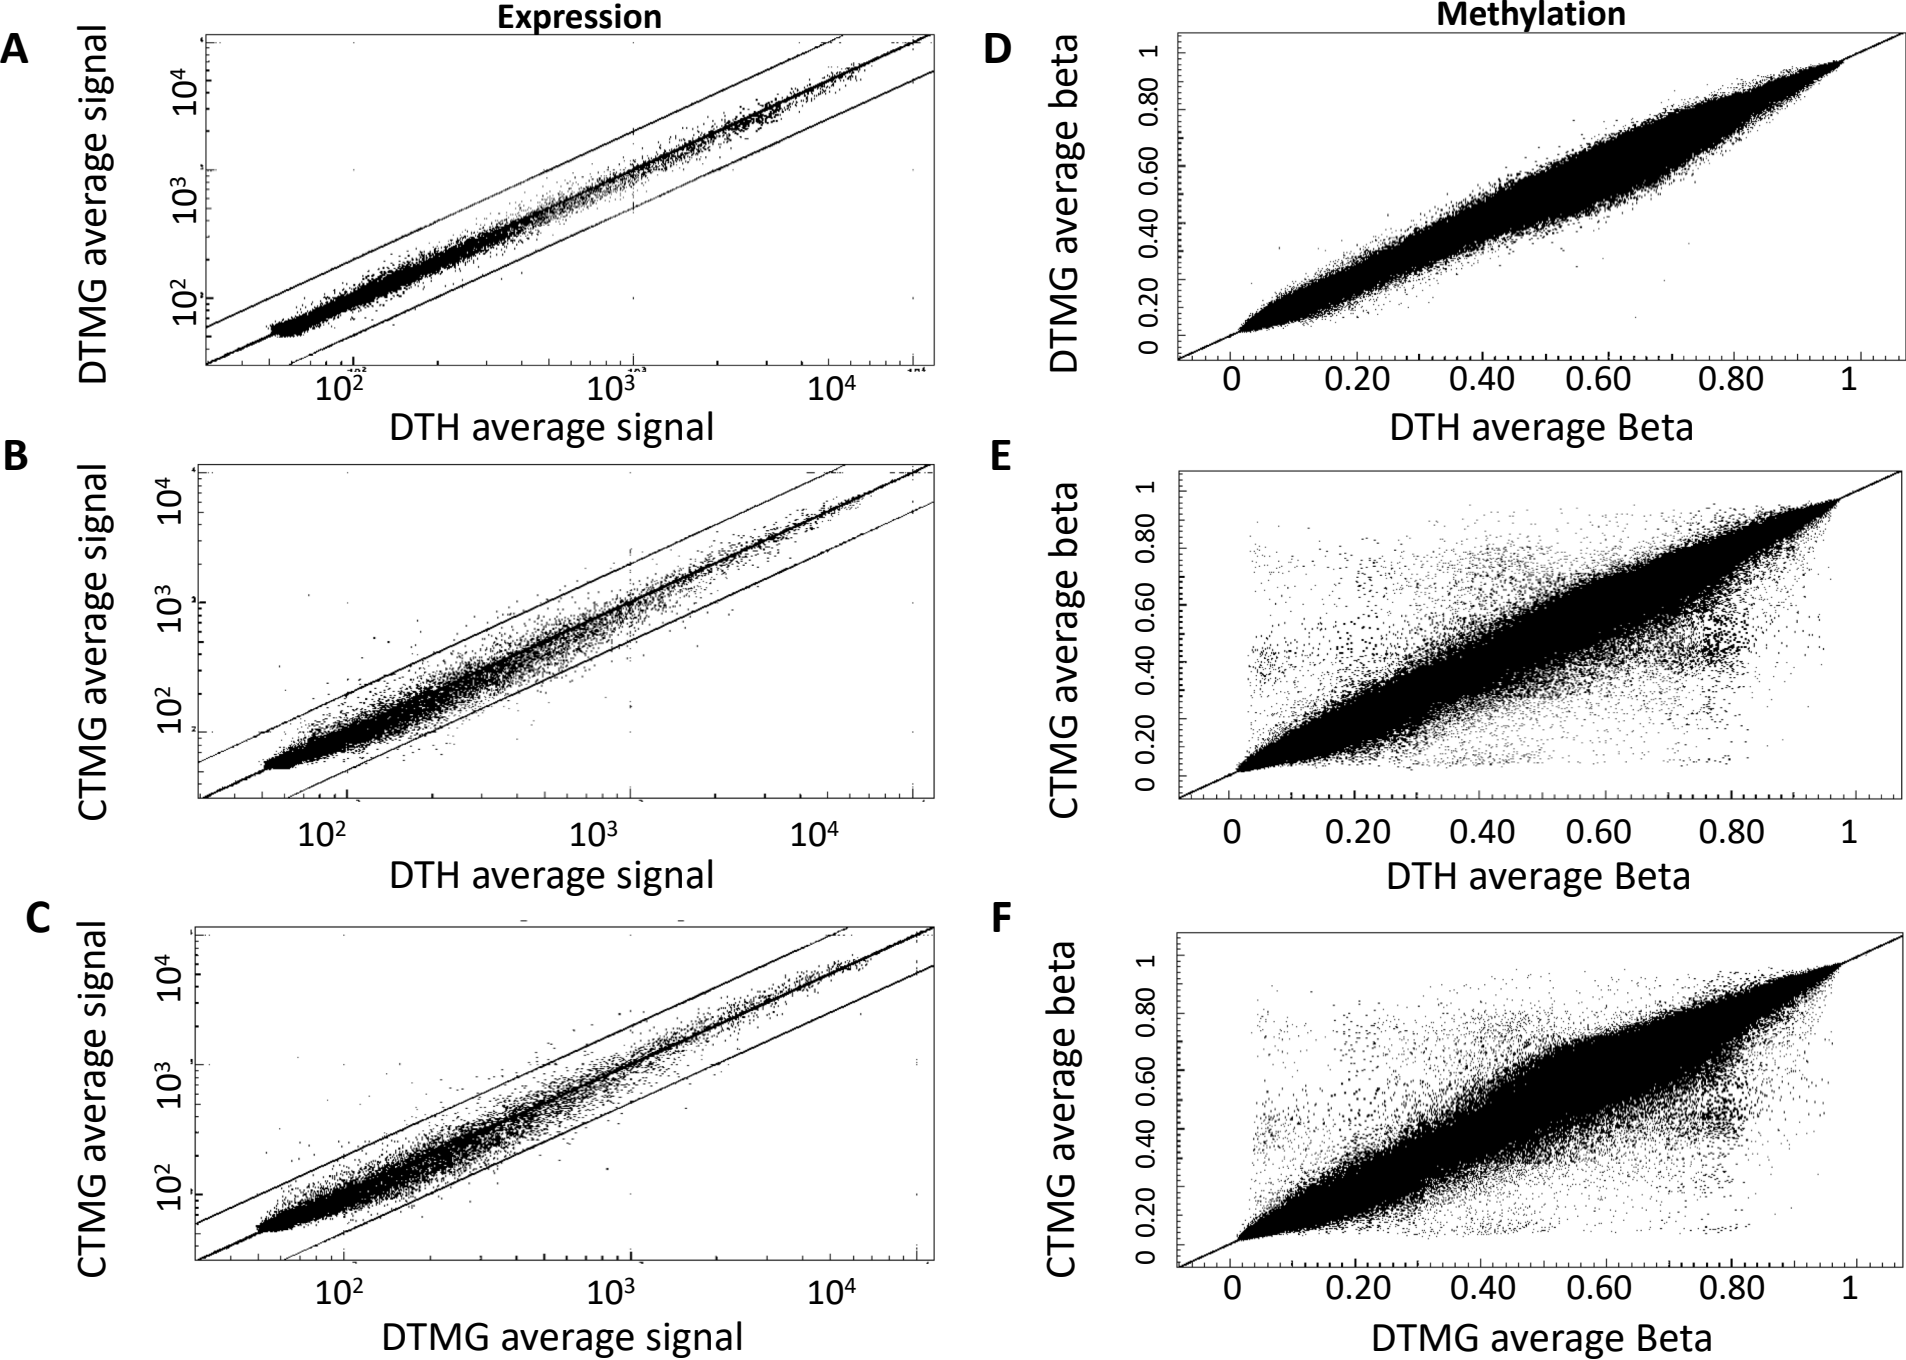 Expression
Methylation
A
DTMG average signal
10⁴
10³
10²
10² 10³ 10⁴
DTH average signal
D
DTMG average beta
1
0.80
0.60
0.40
0.20
0
0 0.20 0.40 0.60 0.80 1
DTH average Beta
B
CTMG average signal
10⁴
10³
10²
10² 10³ 10⁴
DTH average signal
E
CTMG average beta
1
0.80
0.60
0.40
0.20
0
0 0.20 0.40 0.60 0.80 1
DTH average Beta
C
CTMG average signal
10⁴
10³
10²
10² 10³ 10⁴
DTMG average signal
F
CTMG average beta
1
0.80
0.60
0.40
0.20
0
0 0.20 0.40 0.60 0.80 1
DTMG average Beta